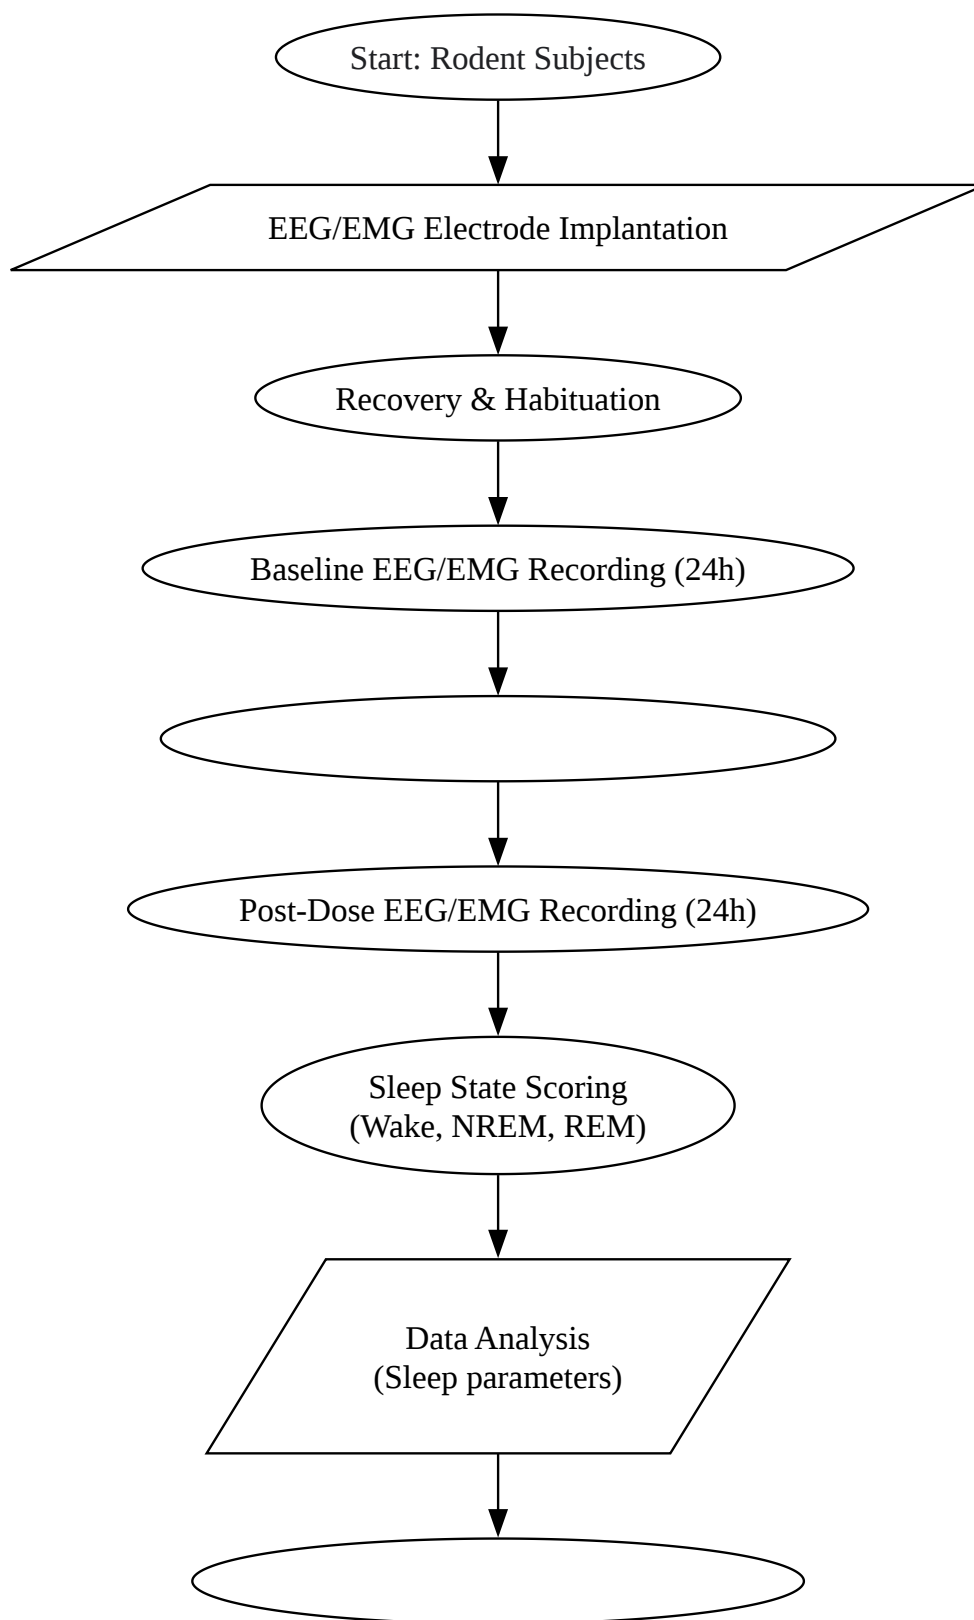 Start: Rodent Subjects
EEG/EMG Electrode Implantation
Recovery & Habituation
Baseline EEG/EMG Recording (24h)
Post-Dose EEG/EMG Recording (24h)
Sleep State Scoring
(Wake, NREM, REM)
Data Analysis
(Sleep parameters)